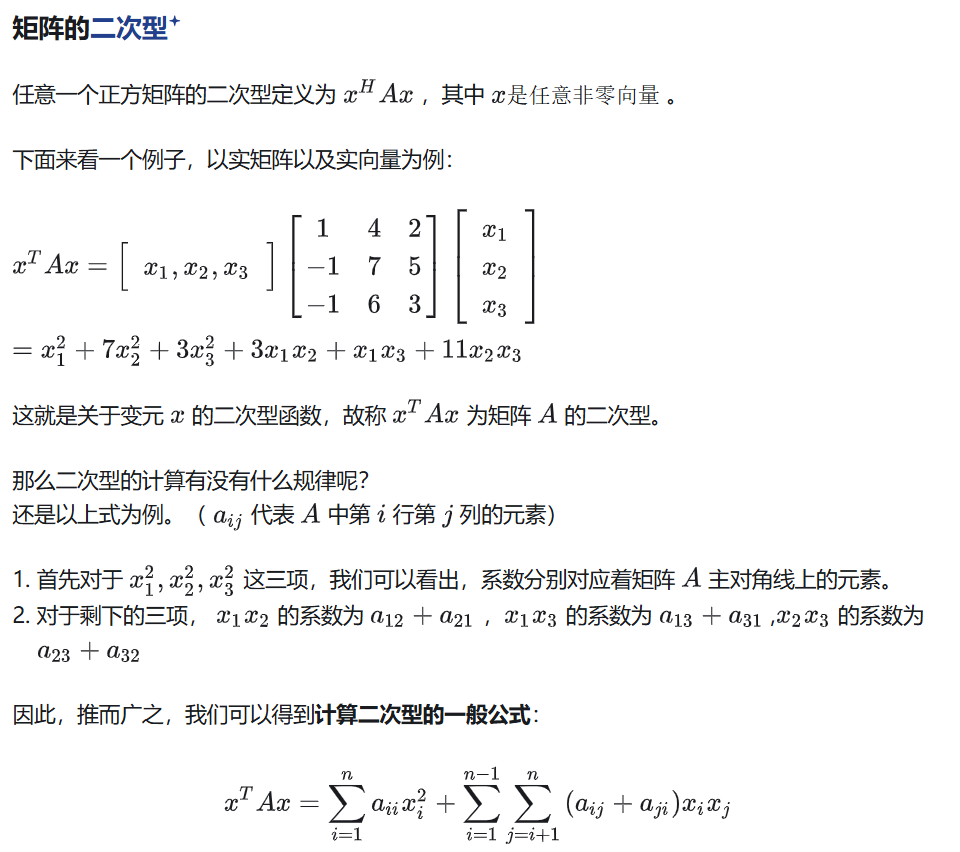 矩阵的二次型
任意一个正方矩阵的二次型定义为 $x^H Ax$ ，其中 $x$是任意非零向量 。
下面来看一个例子，以实矩阵以及实向量为例：
$x^T Ax = \left[ x_1, x_2, x_3 \right] \begin{bmatrix} 1 & 4 & 2 \\ -1 & 7 & 5 \\ -1 & 6 & 3 \end{bmatrix} \begin{bmatrix} x_1 \\ x_2 \\ x_3 \end{bmatrix}$
$= x_1^2 + 7x_2^2 + 3x_3^2 + 3x_1x_2 + x_1x_3 + 11x_2x_3$
这就是关于变元 $x$ 的二次型函数，故称 $x^T Ax$ 为矩阵 $A$ 的二次型。
那么二次型的计算有没有什么规律呢？
还是以上式为例。（ $a_{ij}$ 代表 $A$ 中第 $i$ 行第 $j$ 列的元素）
1. 首先对于 $x_1^2, x_2^2, x_3^2$ 这三项，我们可以看出，系数分别对应着矩阵 $A$ 主对角线上的元素。
2. 对于剩下的三项， $x_1x_2$ 的系数为 $a_{12} + a_{21}$ ， $x_1x_3$ 的系数为 $a_{13} + a_{31}$ ,$x_2x_3$ 的系数为
$a_{23} + a_{32}$
因此，推而广之，我们可以得到计算二次型的一般公式：
$x^T Ax = \sum_{i=1}^{n} a_{ii}x_i^2 + \sum_{i=1}^{n-1} \sum_{j=i+1}^{n} (a_{ij} + a_{ji})x_ix_j$